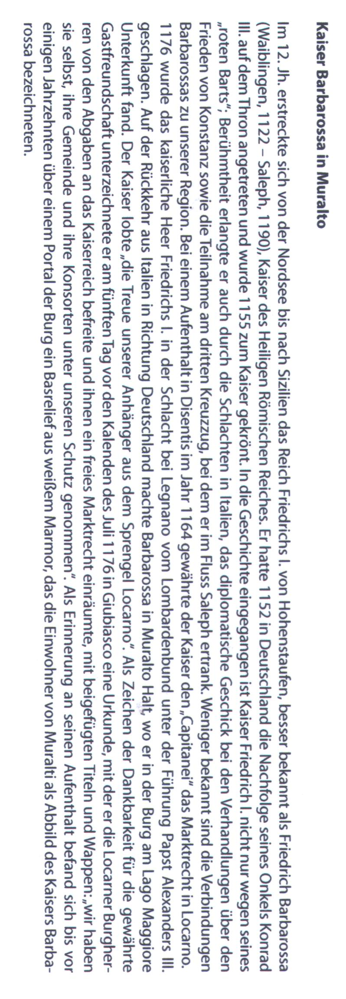 Kaiser Barbarossa in Muralto
Im 12. Jh. erstreckte sich von der Nordsee bis nach Sizilien das Reich Friedrichs I. von Hohenstaufen, besser bekannt als Friedrich Barbarossa
(Waiblingen, 1122 – Saleph, 1190), Kaiser des Heiligen Römischen Reiches. Er hatte 1152 in Deutschland die Nachfolge seines Onkels Konrad
III. auf dem Thron angetreten und wurde 1155 zum Kaiser gekrönt. In die Geschichte eingegangen ist Kaiser Friedrich I. nicht nur wegen seines
„roten Barts“; Berühmtheit erlangte er auch durch die Schlachten in Italien, das diplomatische Geschick bei den Verhandlungen über den
Frieden von Konstanz sowie die Teilnahme am dritten Kreuzzug, bei dem er im Fluss Saleph ertrank. Weniger bekannt sind die Verbindungen
Barbarossas zu unserer Region. Bei einem Aufenthalt in Disentis im Jahr 1164 gewährte der Kaiser den „Capitanei“ das Marktrecht in Locarno.
1176 wurde das kaiserliche Heer Friedrichs I. in der Schlacht bei Legnano vom Lombardenbund unter der Führung Papst Alexanders III.
geschlagen. Auf der Rückkehr aus Italien in Richtung Deutschland machte Barbarossa in Muralto Halt, wo er in der Burg am Lago Maggiore
Unterkunft fand. Der Kaiser lobte „die Treue unserer Anhänger aus dem Sprengel Locarno“. Als Zeichen der Dankbarkeit für die gewährte
Gastfreundschaft unterzeichnete er am fünften Tag vor den Kalenden des Juli 1176 in Giubiasco eine Urkunde, mit der er die Locarner Burgher-
ren von den Abgaben an das Kaiserreich befreite und ihnen ein freies Marktrecht einräumte, mit beigefügten Titeln und Wappen: „wir haben
sie selbst, ihre Gemeinde und ihre Konsorten unter unseren Schutz genommen“. Als Erinnerung an seinen Aufenthalt befand sich bis vor
einigen Jahrzehnten über einem Portal der Burg ein Basrelief aus weißem Marmor, das die Einwohner von Muralti als Abbild des Kaisers Barba-
rossa bezeichneten.